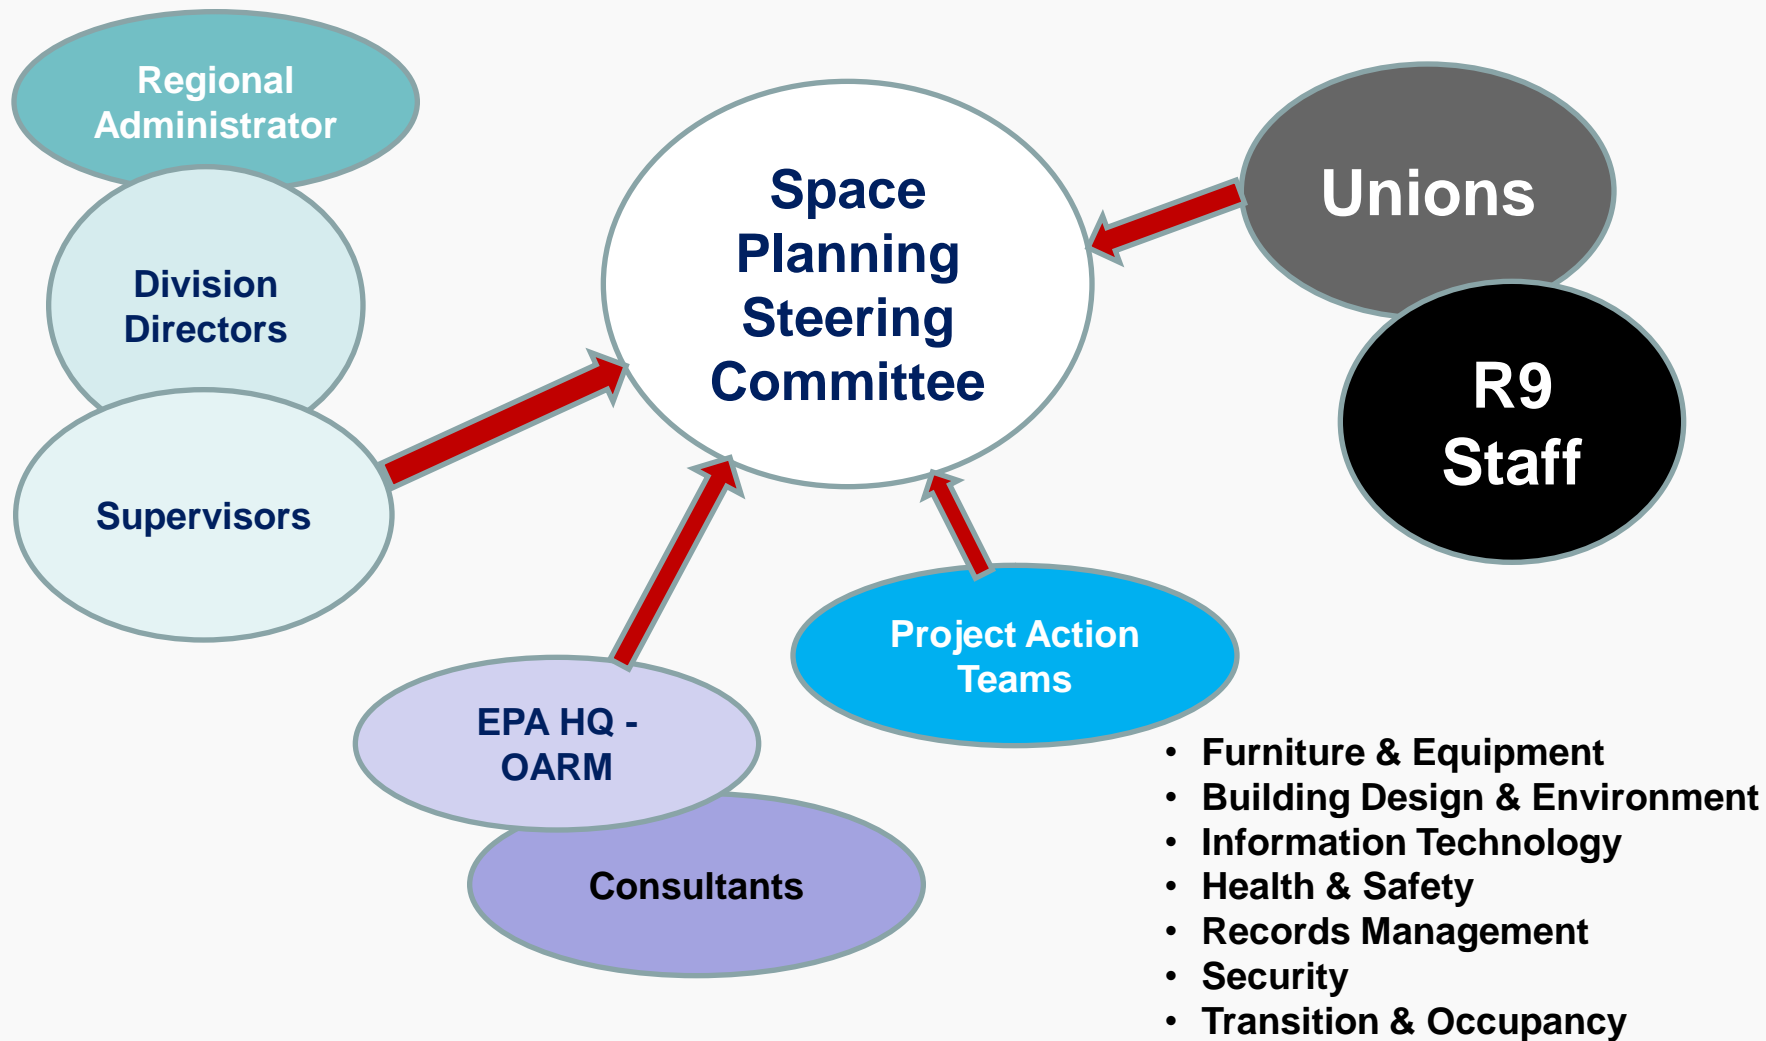 Regional
Administrator
Division
Directors
Supervisors
Space
Planning
Steering
Committee
Unions
R9
Staff
EPA HQ -
OARM
Consultants
Project Action
Teams
• Furniture & Equipment
• Building Design & Environment
• Information Technology
• Health & Safety
• Records Management
• Security
• Transition & Occupancy